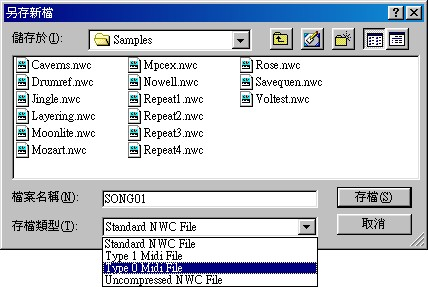 另存新檔
儲存於(I):
Samples
Caverns.nwc
Drumref.nwc
Jingle.nwc
Layering.nwc
Moonlite.nwc
Mozart.nwc
Mpcex.nwc
Nowell.nwc
Repeat1.nwc
Repeat2.nwc
Repeat3.nwc
Repeat4.nwc
Rose.nwc
Savequen.nwc
Voltest.nwc
檔案名稱(N):
SONG01
存檔(S)
存檔類型(T):
Standard NWC File
取消
Standard NWC File
Type 1 Midi File
Type 0 Midi File
Uncompressed NWC File